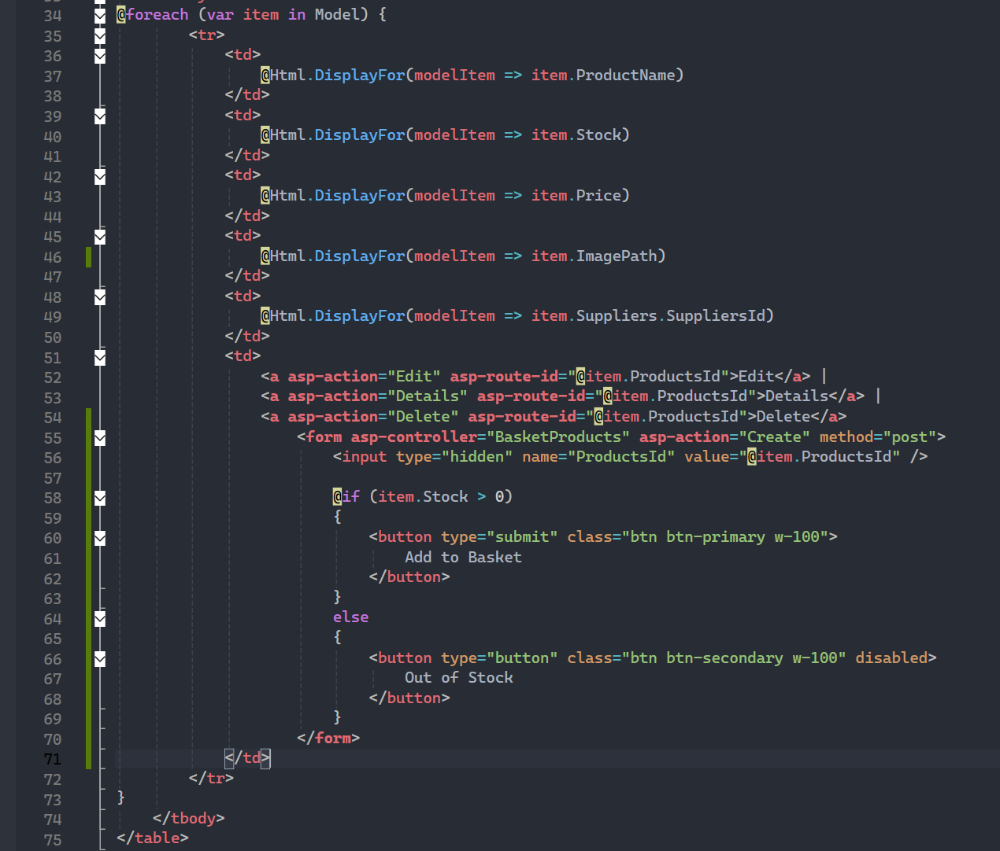 34 @foreach (var item in Model) {
35 <tr>
36 <td>
37 @Html.DisplayFor(modelItem => item.ProductName)
38 </td>
39 <td>
40 @Html.DisplayFor(modelItem => item.Stock)
41 </td>
42 <td>
43 @Html.DisplayFor(modelItem => item.Price)
44 </td>
45 <td>
46 @Html.DisplayFor(modelItem => item.ImagePath)
47 </td>
48 <td>
49 @Html.DisplayFor(modelItem => item.Suppliers.SuppliersId)
50 </td>
51 <td>
52 <a asp-action="Edit" asp-route-id="@item.ProductsId">Edit</a> |
53 <a asp-action="Details" asp-route-id="@item.ProductsId">Details</a> |
54 <a asp-action="Delete" asp-route-id="@item.ProductsId">Delete</a>
55 <form asp-controller="BasketProducts" asp-action="Create" method="post">
56 <input type="hidden" name="ProductsId" value="@item.ProductsId" />
57
58 @if (item.Stock > 0)
59 {
60 <button type="submit" class="btn btn-primary w-100">
61 Add to Basket
62 </button>
63 }
64 else
65 {
66 <button type="button" class="btn btn-secondary w-100" disabled>
67 Out of Stock
68 </button>
69 }
70 </form>
71 </td>
72 </tr>
73 }
74 </tbody>
75 </table>